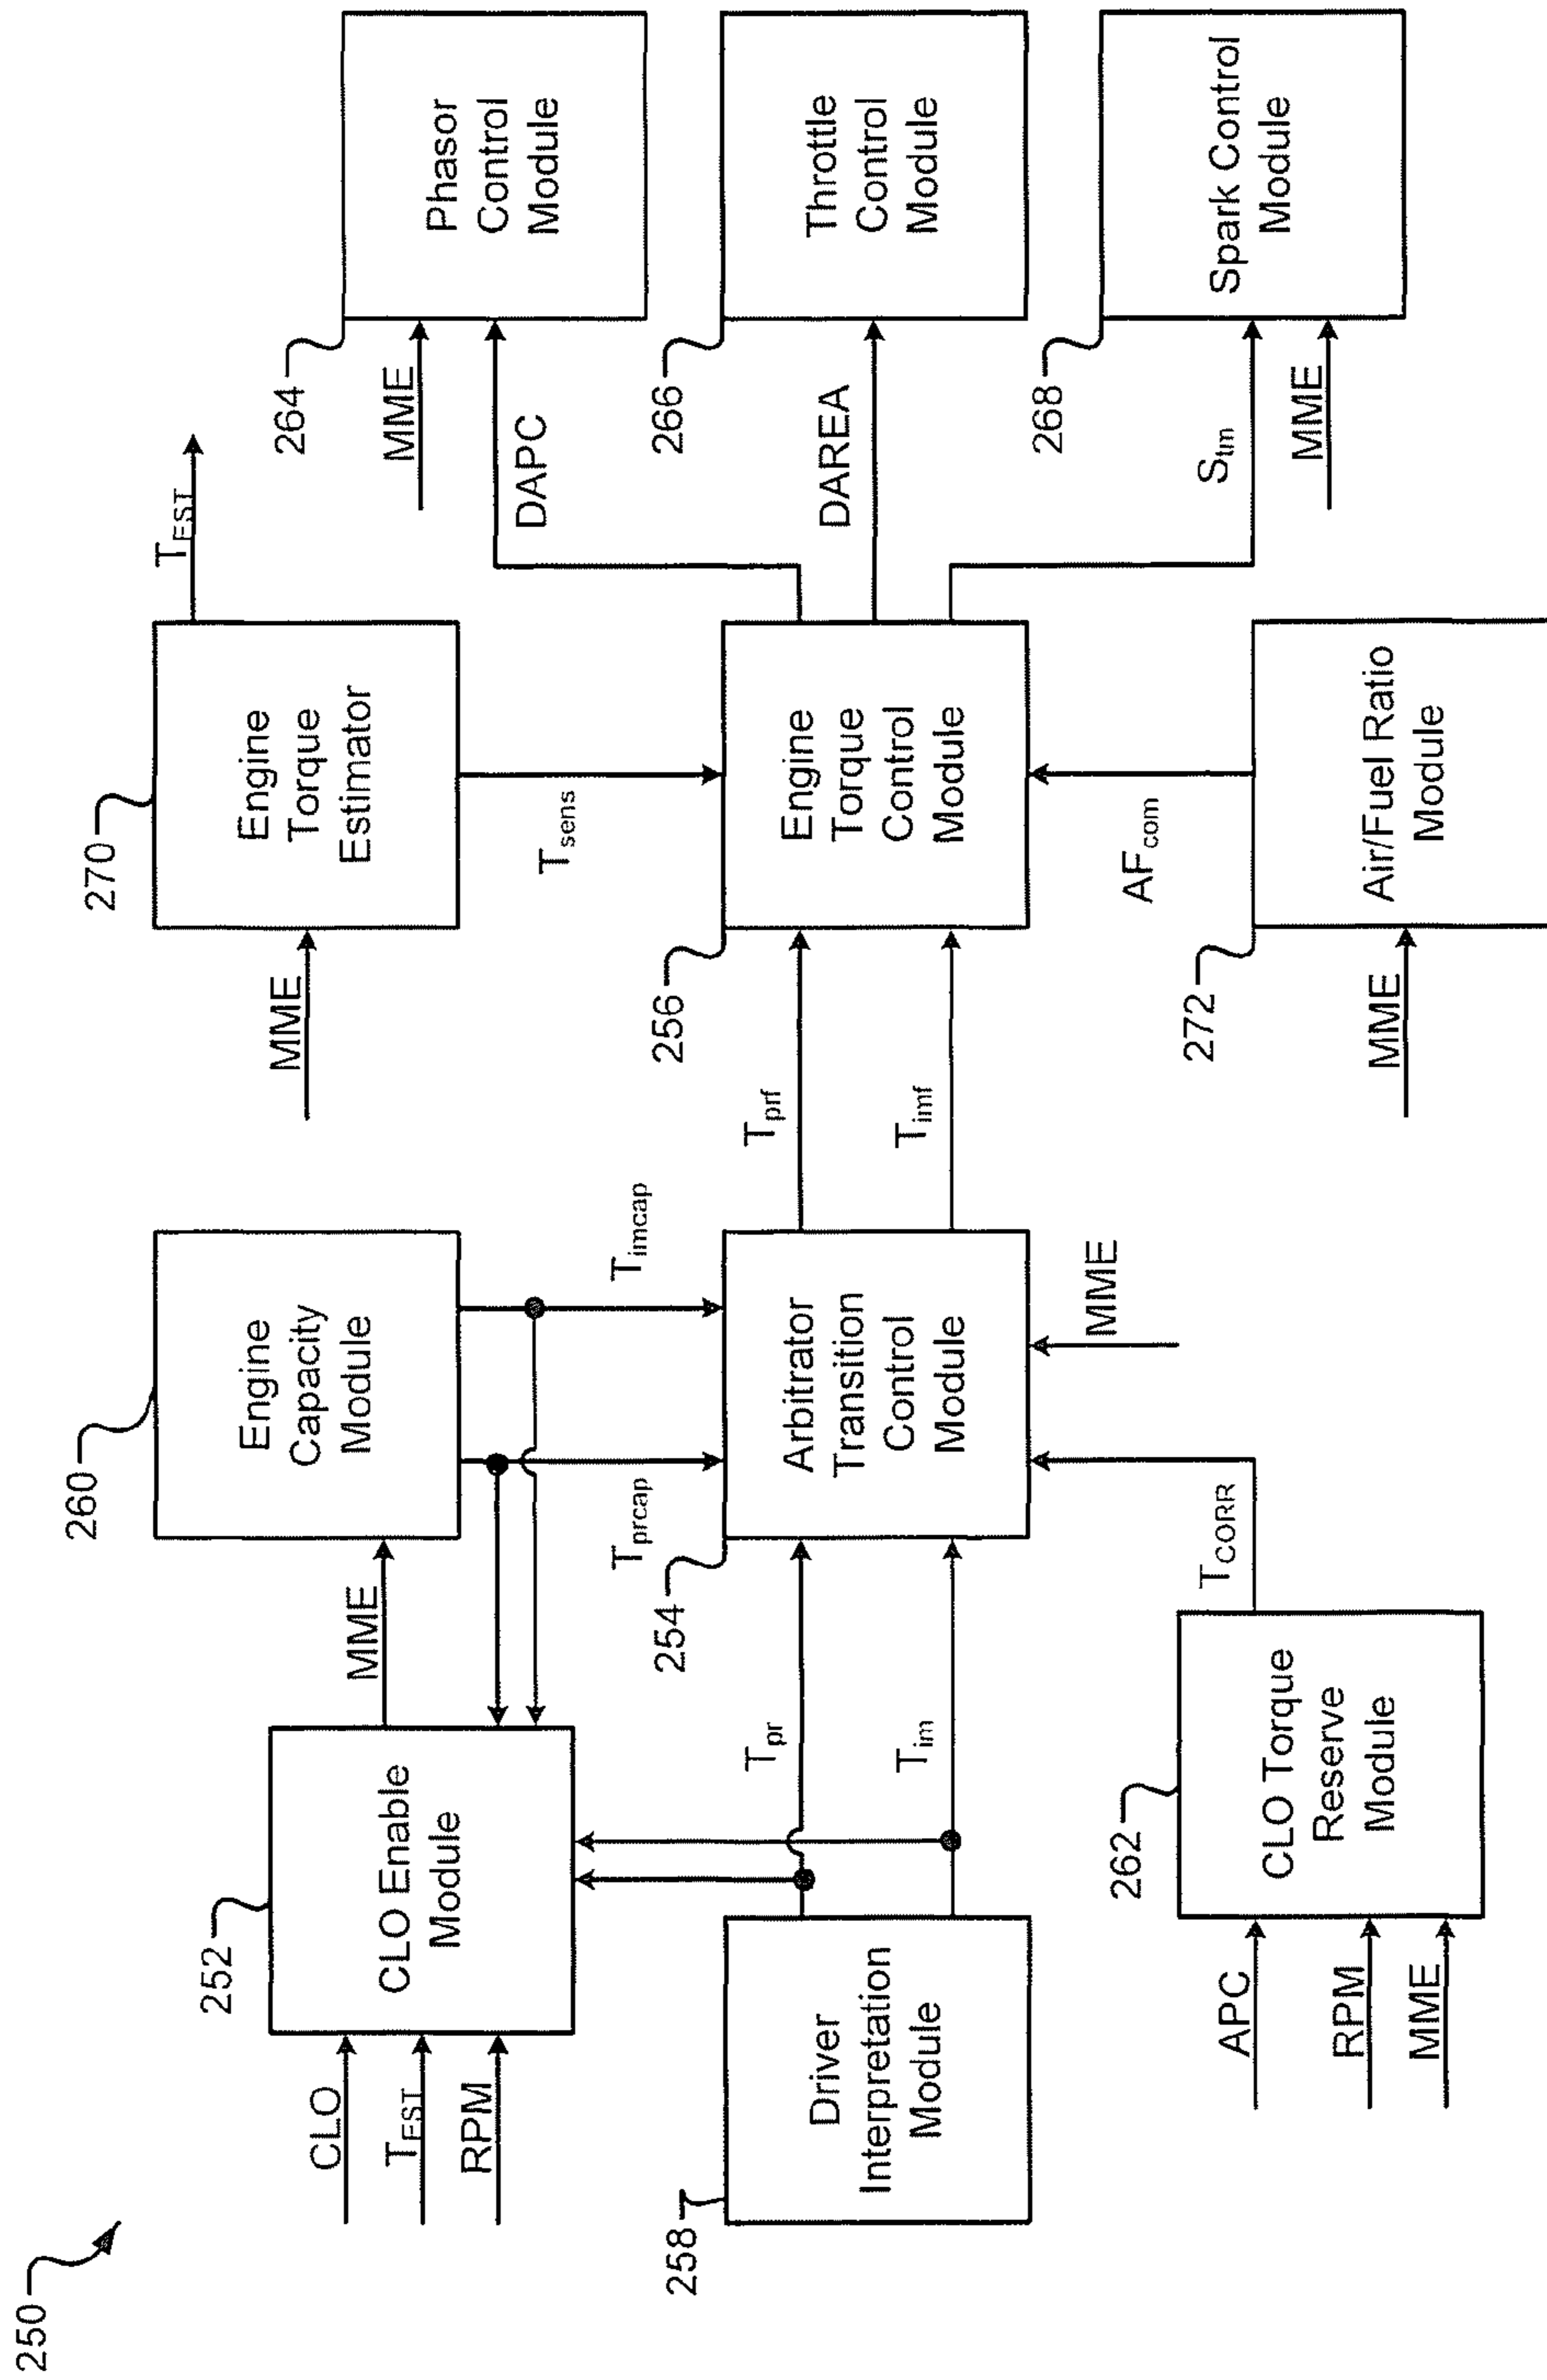 250
252
CLO Enable
Module
CLO
T_EST
RPM
MME
260
Engine
Capacity
Module
T_prcap
T_imcap
270
Engine
Torque
Estimator
MME
T_EST
T_sens
264
Phasor
Control
Module
MME
DAPC
258
Driver
Interpretation
Module
T_pr
T_im
254
Arbitrator
Transition
Control
Module
MME
T_prf
T_imf
256
Engine
Torque
Control
Module
DAREA
266
Throttle
Control
Module
262
CLO Torque
Reserve
Module
APC
RPM
MME
T_CORR
272
Air/Fuel Ratio
Module
MME
AF_com
268
Spark Control
Module
S_tm
MME